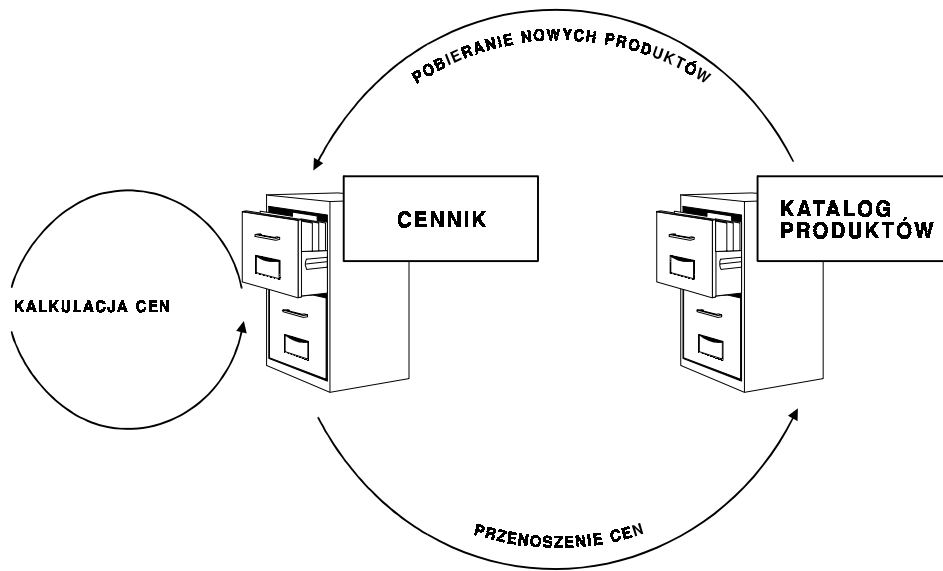 POBIERANIE NOWYCH PRODUKTÓW
CENNIK
KATALOG
PRODUKTÓW
KALKULACJA CEN
PRZENOSZENIE CEN